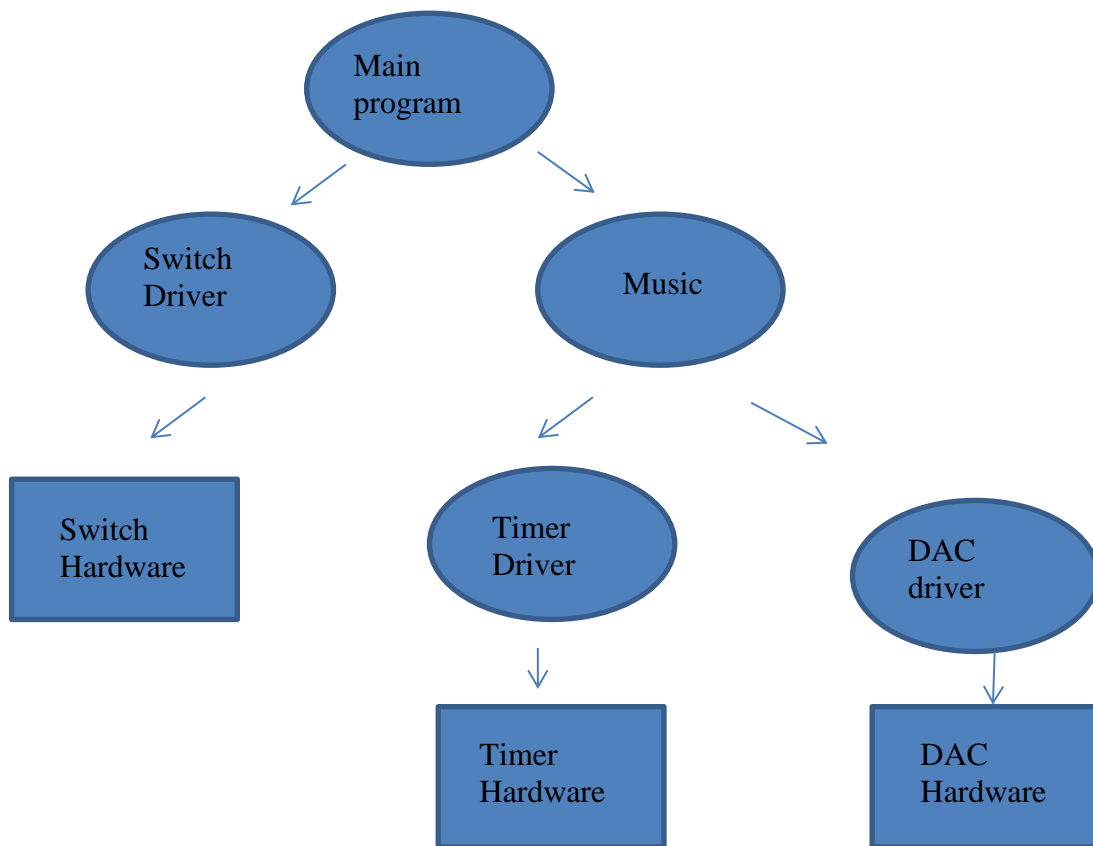 Main
program
Switch
Driver
Music
Switch
Hardware
Timer
Driver
DAC
driver
Timer
Hardware
DAC
Hardware